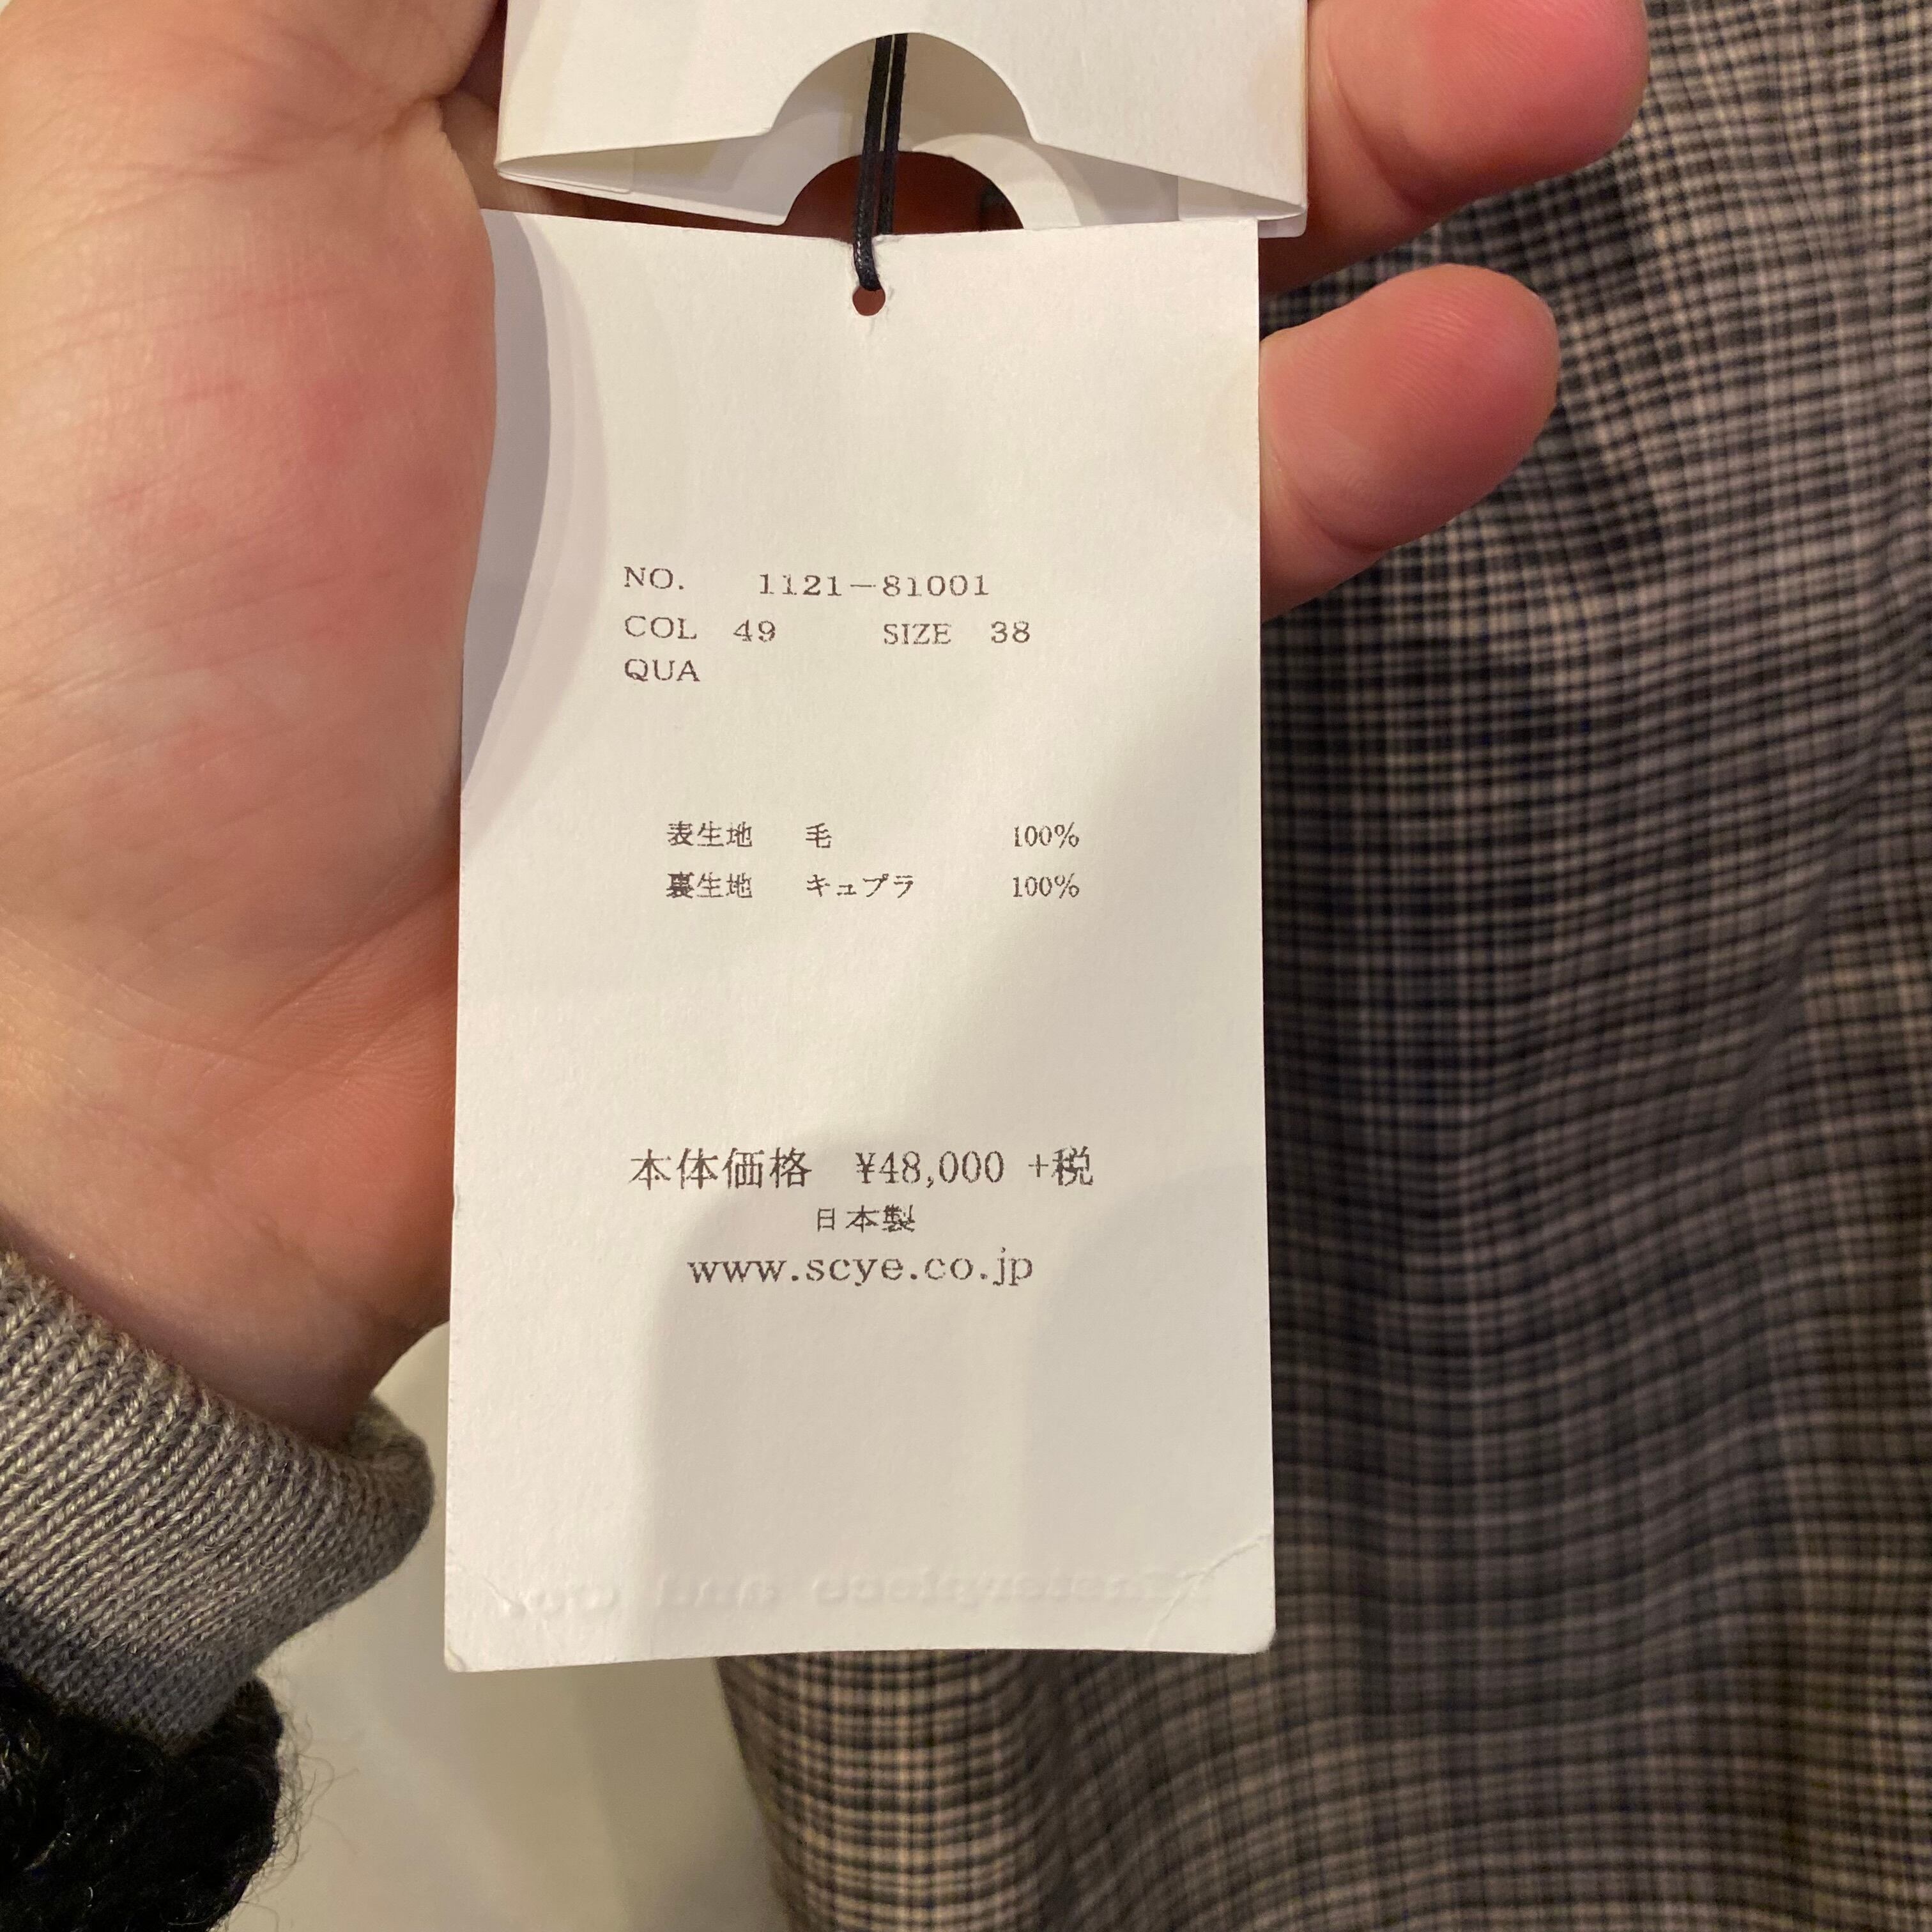 NO. 1121-81001
COL 49 SIZE 38
QUA
表生地 毛 100%
裏生地 キュプラ 100%
本体価格 ¥48,000 +税
日本製
www.scye.co.jp